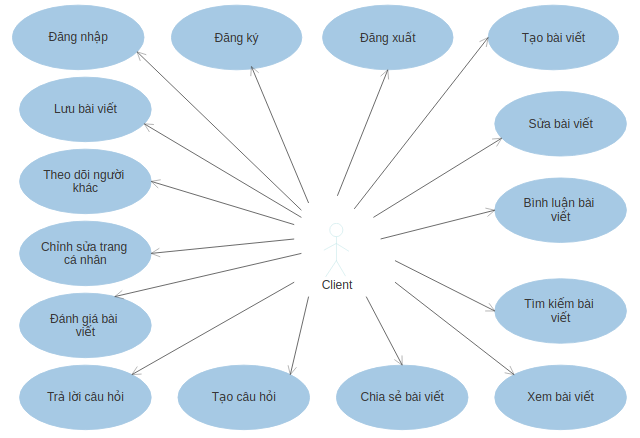 Đăng nhập
Đăng ký
Đăng xuất
Tạo bài viết
Lưu bài viết
Sửa bài viết
Theo dõi người
khác
Bình luận bài
viết
Chỉnh sửa trang
cá nhân
Client
Đánh giá bài
viết
Tìm kiếm bài
viết
Trả lời câu hỏi
Tạo câu hỏi
Chia sẻ bài viết
Xem bài viết